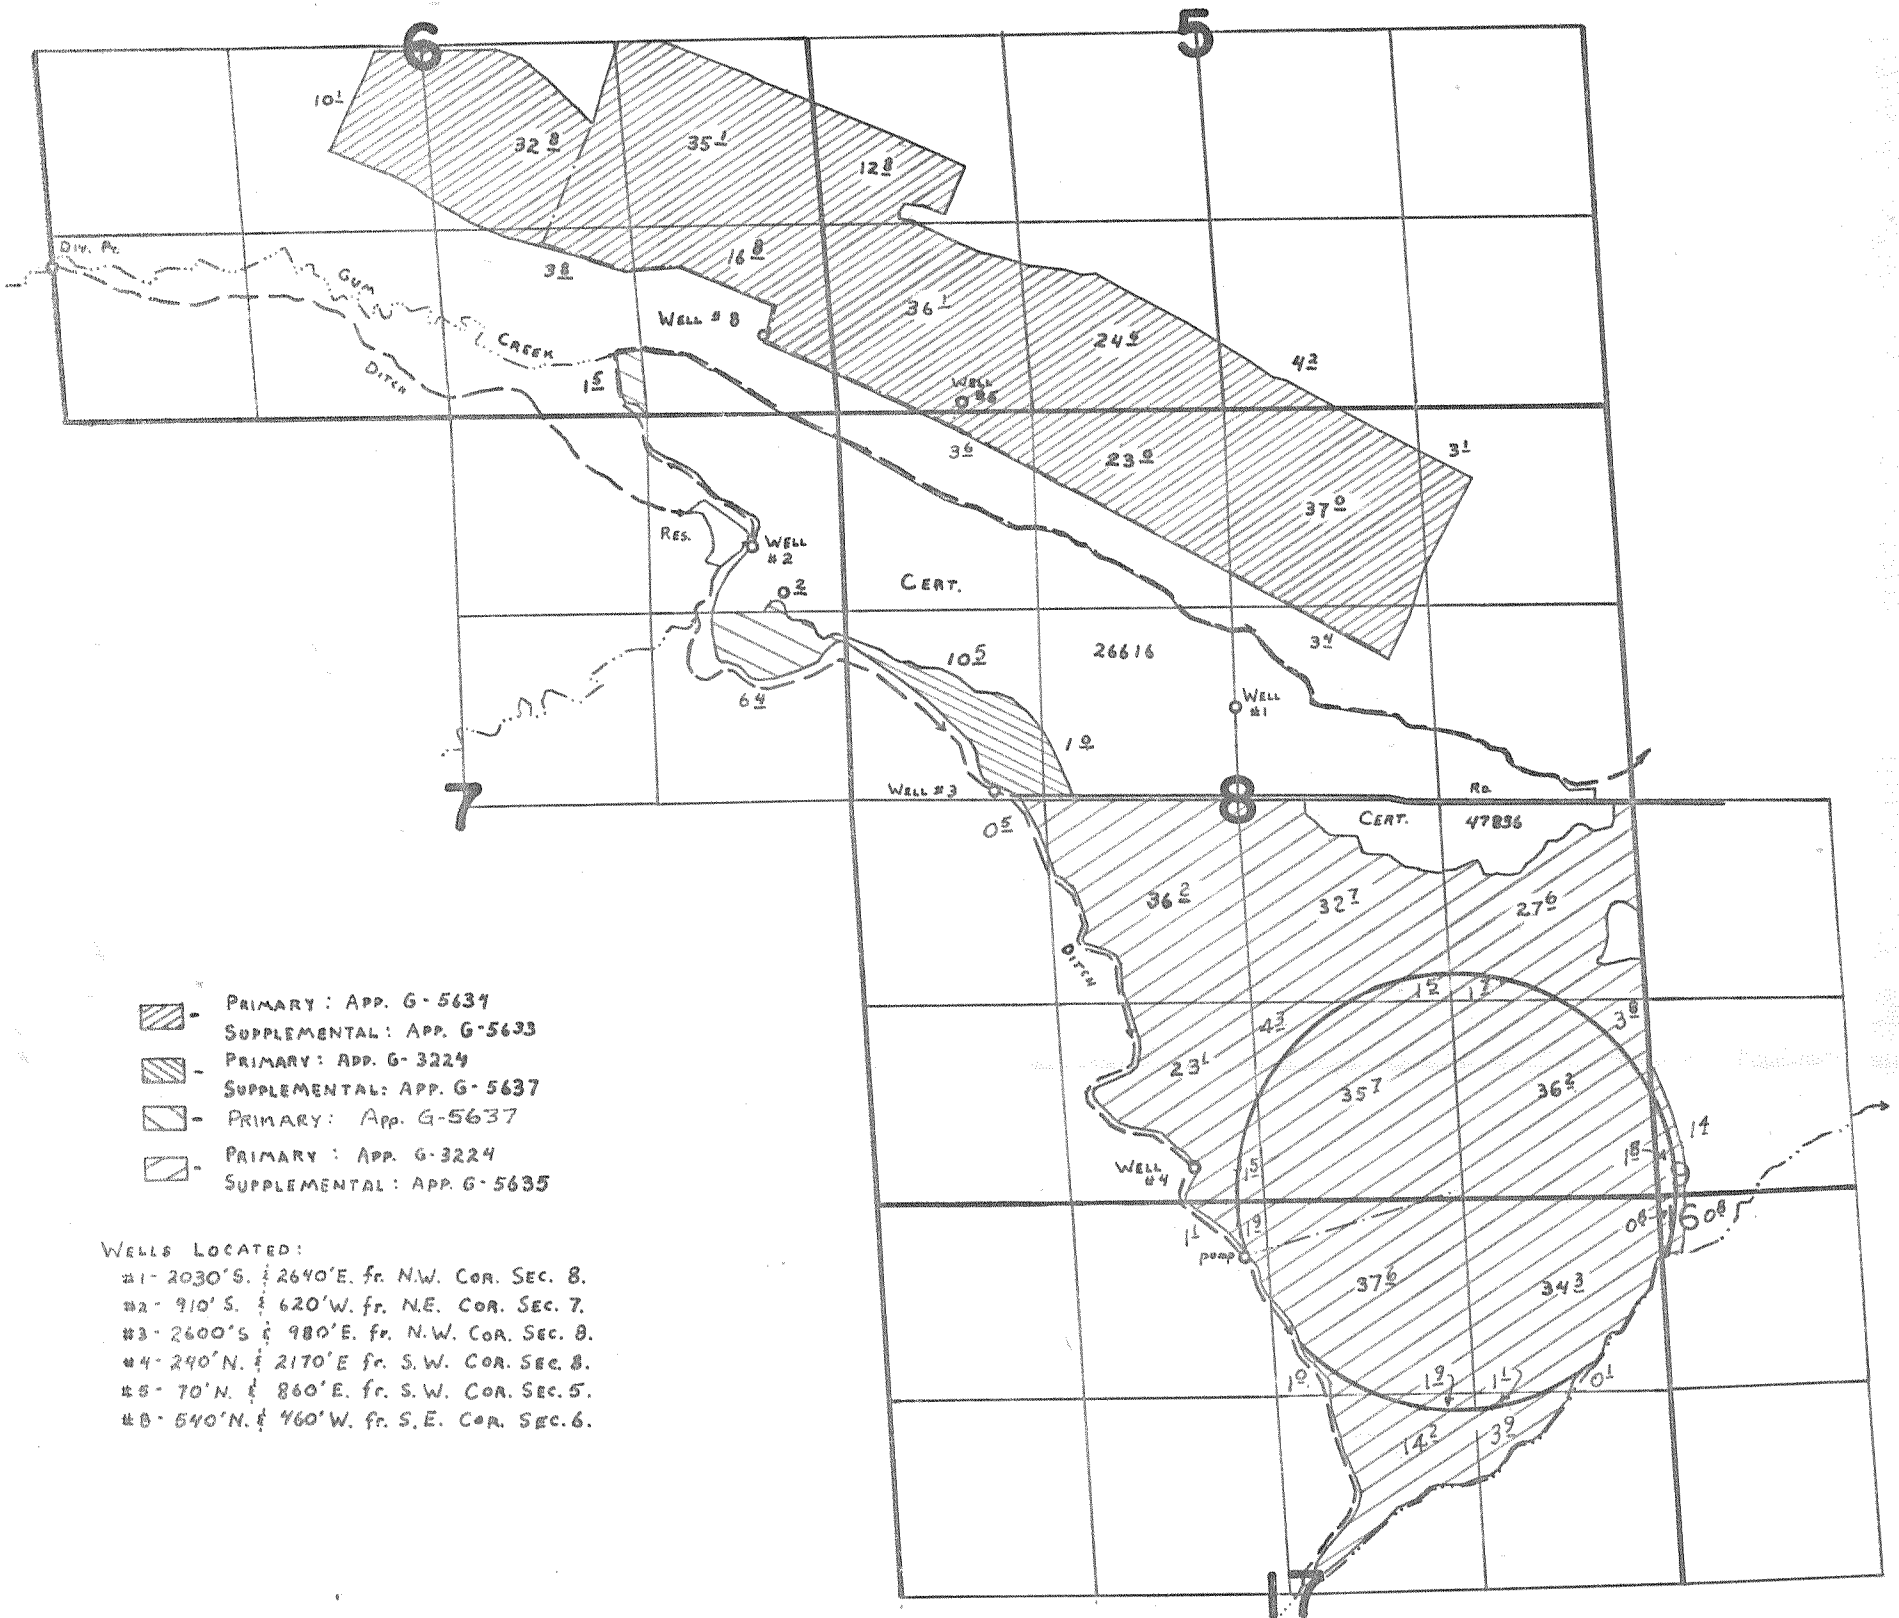 6
5
10 1
32 8
35 1
12 8
DIV. PT.
GUM
3 8
16 8
36 1
24 4
4 2
WELL # 8
CREEK
DITCH
1 5
WELL
3 6
23 0
3 1
37 0
RES.
WELL
#2
0 2
CERT.
10 5
26616
3 4
6 4
WELL
#1
1 0
7
WELL #3
8
RD.
0 5
CERT. 47896
36 2
32 7
27 6
DITCH
1 5
4 3
3 8
23 1
35 7
36 2
14
WELL
#4
1 5
1 8
1 1
1 9
pump
0 8
16
0 8
37 6
34 3
1 0
1 9
1 1
0 1
14 2
3 9
17
PRIMARY : APP. G-5634
SUPPLEMENTAL: APP. G-5633
PRIMARY: APP. G-3224
SUPPLEMENTAL: APP. G-5637
PRIMARY: App. G-5637
PRIMARY : APP. G-3224
SUPPLEMENTAL: APP. G-5635
WELLS LOCATED:
#1- 2030'S. & 2640'E. fr. N.W. COR. SEC. 8.
#2- 910'S. & 620'W. fr. N.E. COR. SEC. 7.
#3- 2600'S & 980'E. fr. N.W. COR. SEC. 8.
#4- 240'N. & 2170'E fr. S.W. COR. SEC. 8.
#5- 70'N. & 860'E. fr. S.W. COR. SEC. 5.
#8- 540'N. & 460'W. fr. S.E. COR. SEC. 6.